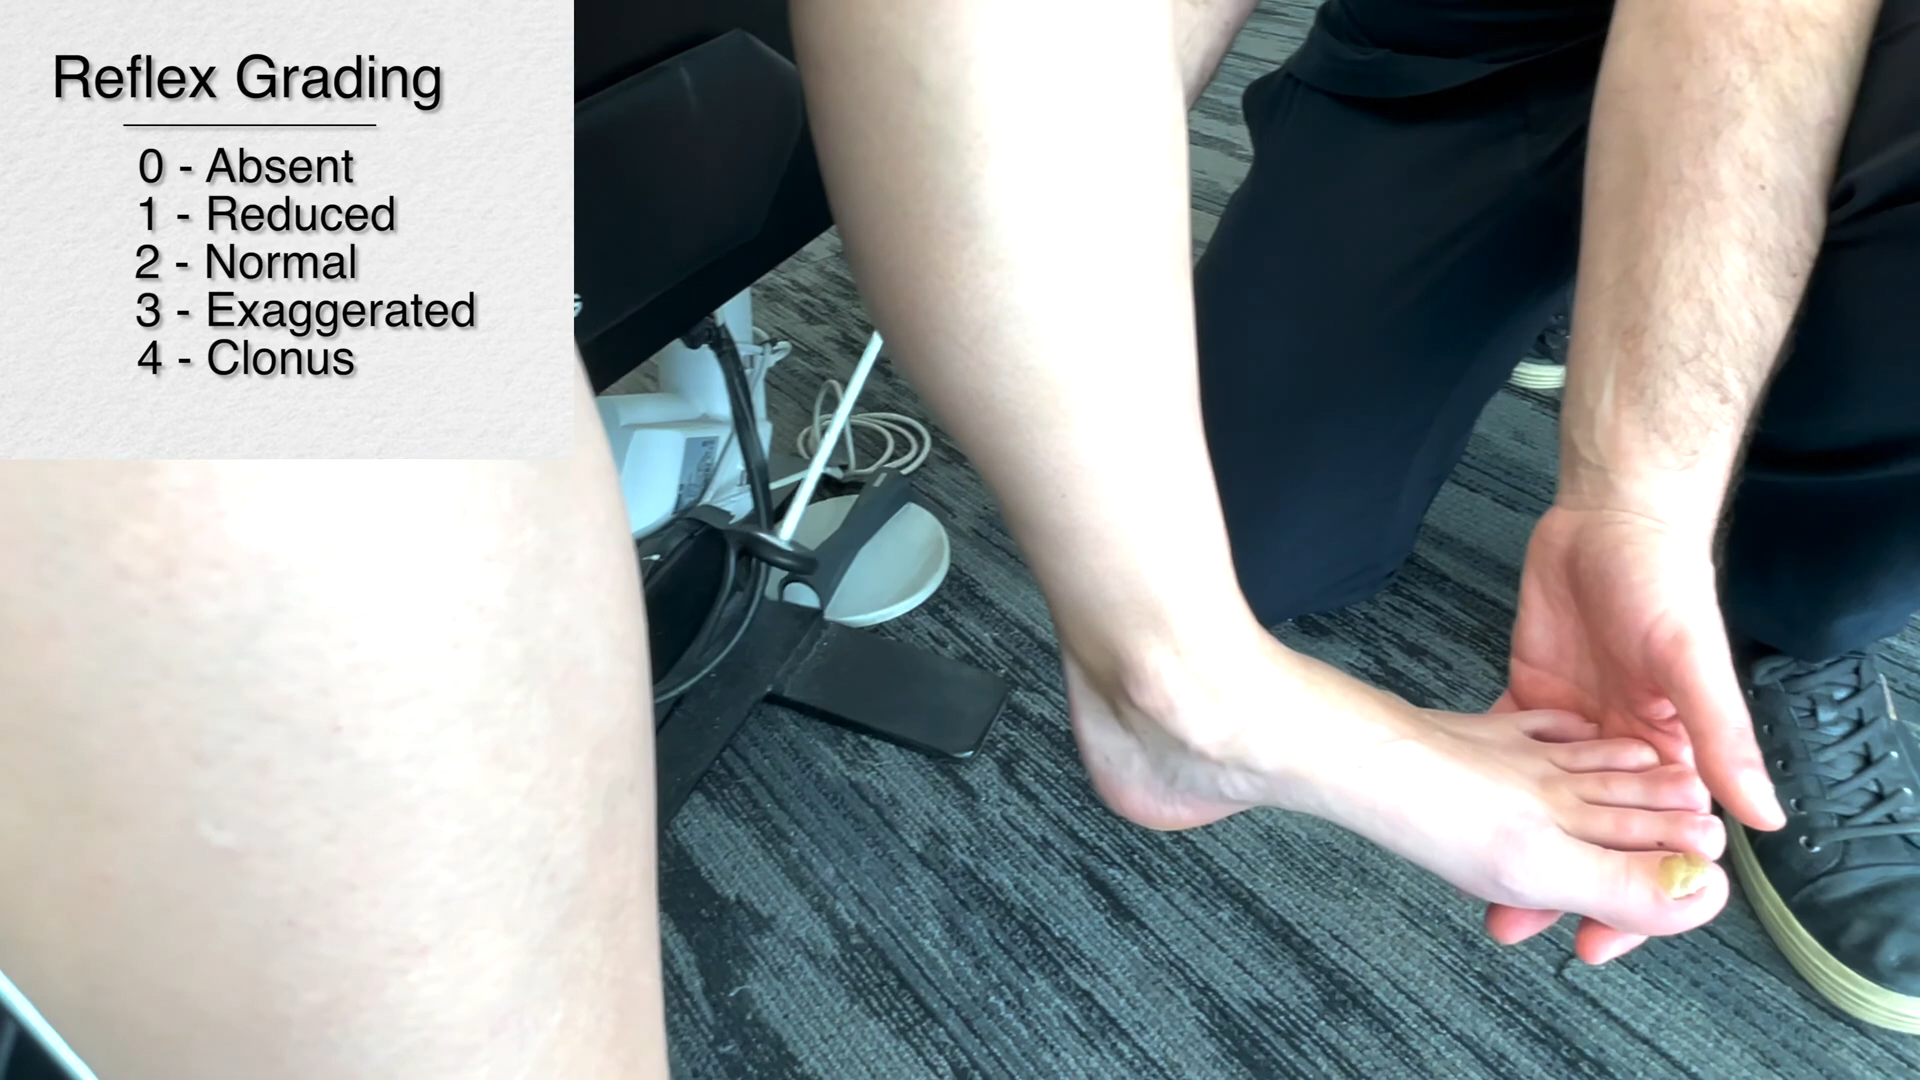 Reflex Grading
0 - Absent
1 - Reduced
2 - Normal
3 - Exaggerated
4 - Clonus